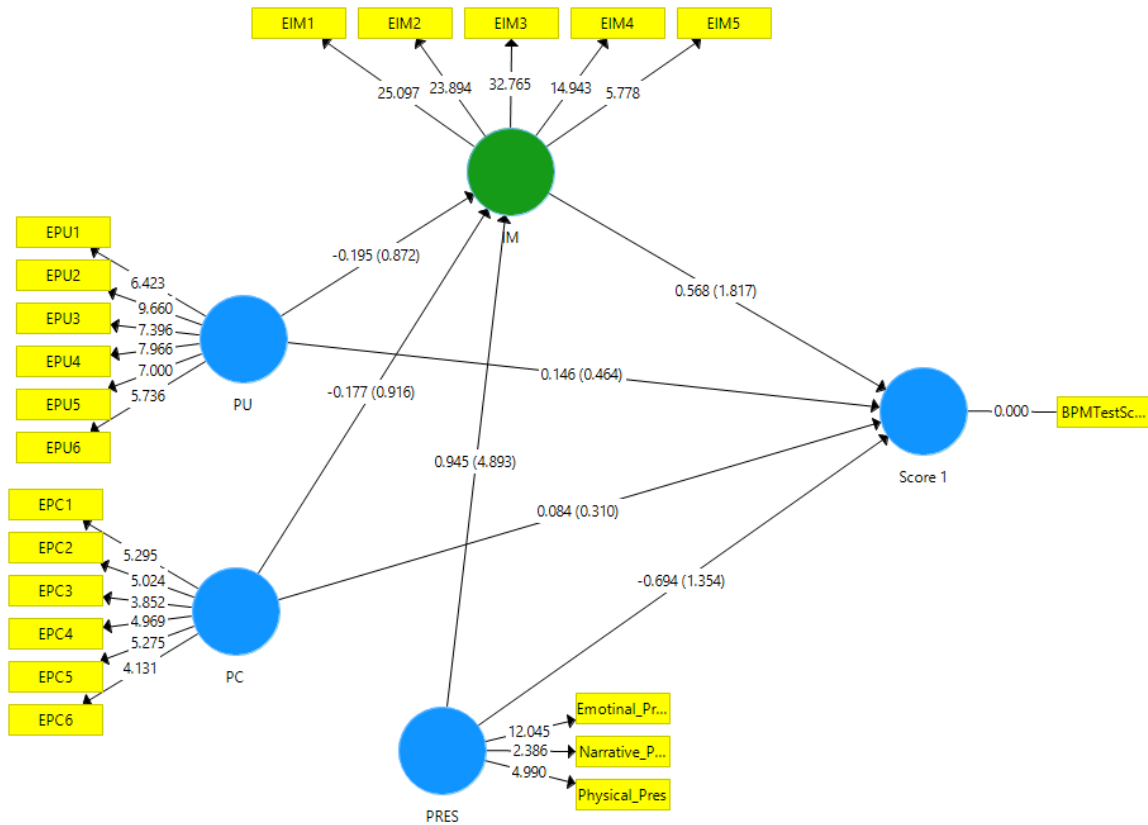 EIM1
EIM2
EIM3
EIM4
EIM5
25.097
23.894
32.765
14.943
5.778
IM
EPU1
EPU2
EPU3
EPU4
EPU5
EPU6
6.423
9.660
7.396
7.966
7.000
5.736
PU
-0.195 (0.872)
0.568 (1.817)
0.146 (0.464)
-0.177 (0.916)
0.945 (4.893)
0.084 (0.310)
-0.694 (1.354)
0.000
BPMTestSc...
Score 1
EPC1
EPC2
EPC3
EPC4
EPC5
EPC6
5.295
5.024
3.852
4.969
5.275
4.131
PC
12.045
2.386
4.990
Emotinal_Pr...
Narrative_P...
Physical_Pres
PRES